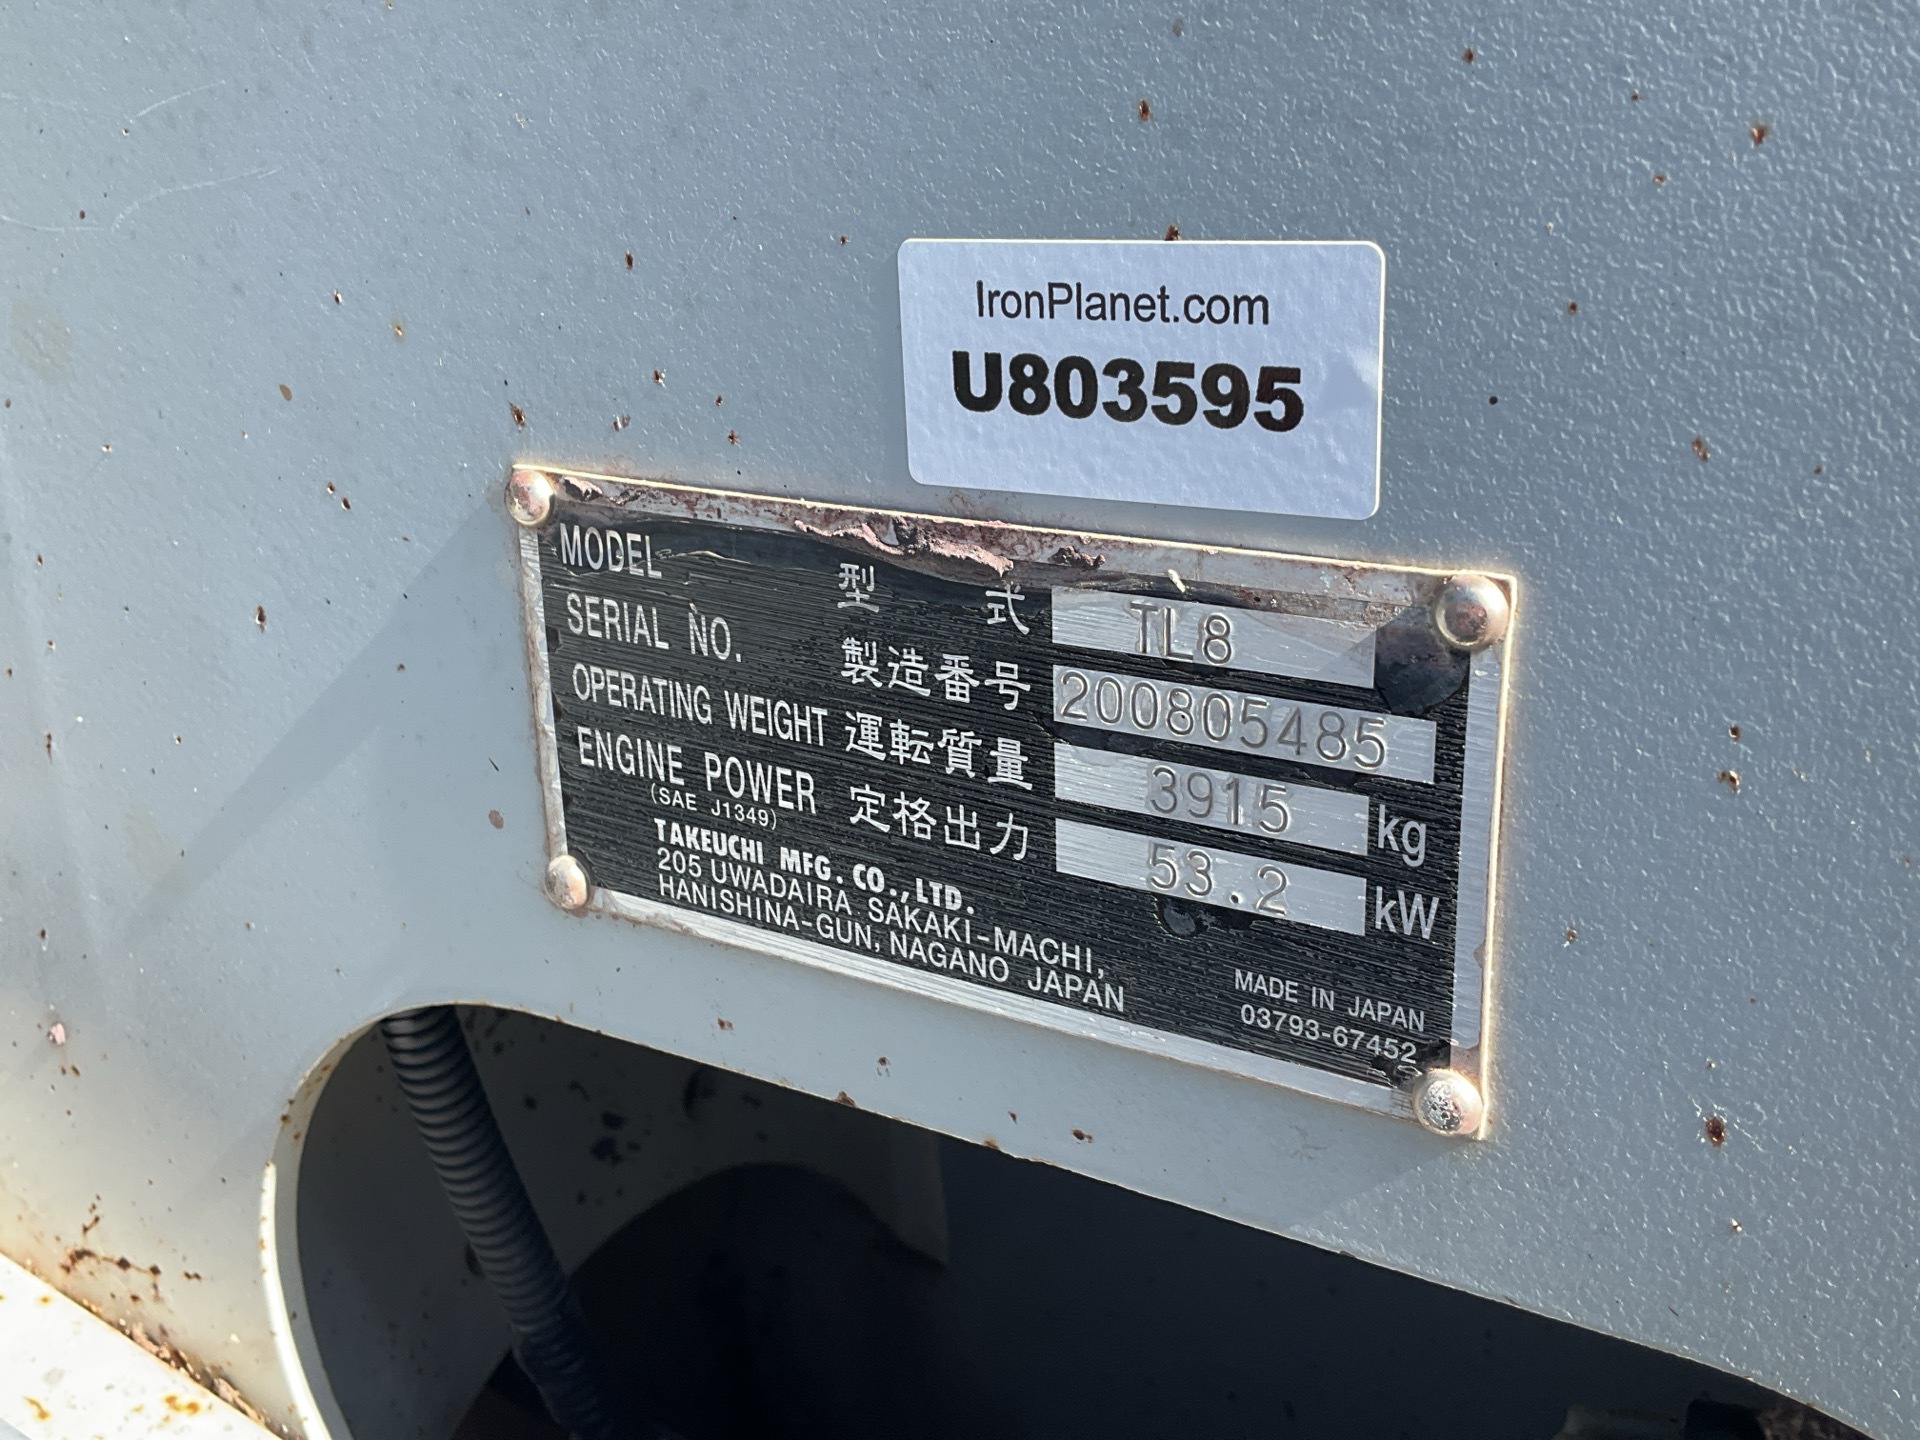 IronPlanet.com
U803595
MODEL 型式 TL8
SERIAL NO. 製造番号 200805485
OPERATING WEIGHT 運転質量 3915 kg
ENGINE POWER 定格出力 53.2 kW
(SAE J1349)
TAKEUCHI MFG. CO.,LTD.
205 UWADAIRA SAKAKI-MACHI,
HANISHINA-GUN, NAGANO JAPAN
MADE IN JAPAN
03793-67452